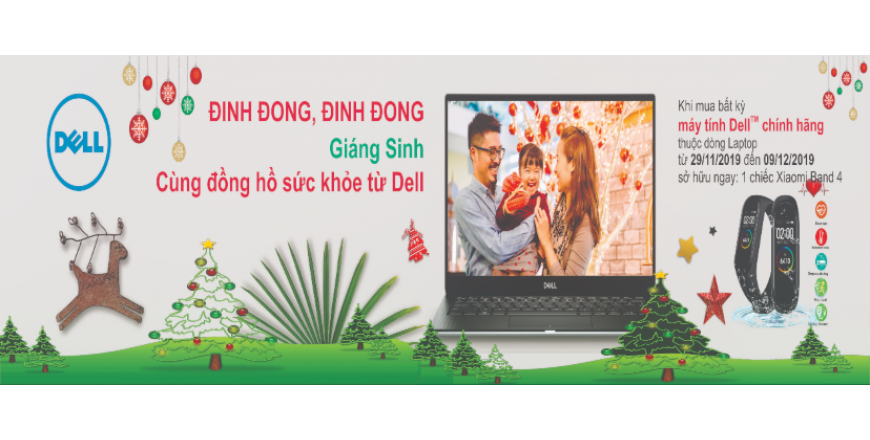 DELL
ĐINH ĐONG, ĐINH ĐONG
Giáng Sinh
Cùng đồng hồ sức khỏe từ Dell
DELL
Khi mua bất kỳ
máy tính Dell™ chính hãng
thuộc dòng Laptop
từ 29/11/2019 đến 09/12/2019
sở hữu ngay: 1 chiếc Xiaomi Band 4
02:00
02:00